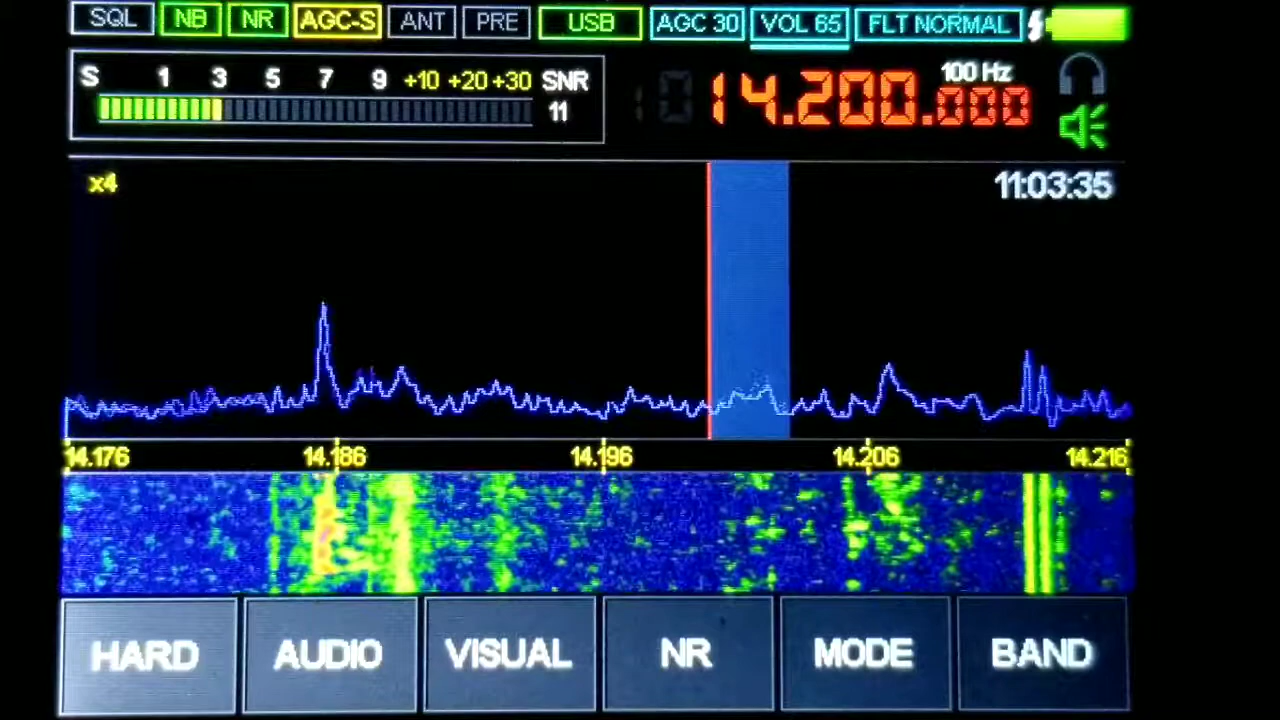 SQL NB NR AGC-S ANT PRE USB AGC 30 VOL 65 FLT NORMAL
S 1 3 5 7 9 +10 +20 +30 SNR
11
100 Hz
14.200.000
x4
11:03:35
14.176 14.186 14.196 14.206 14.216
HARD AUDIO VISUAL NR MODE BAND